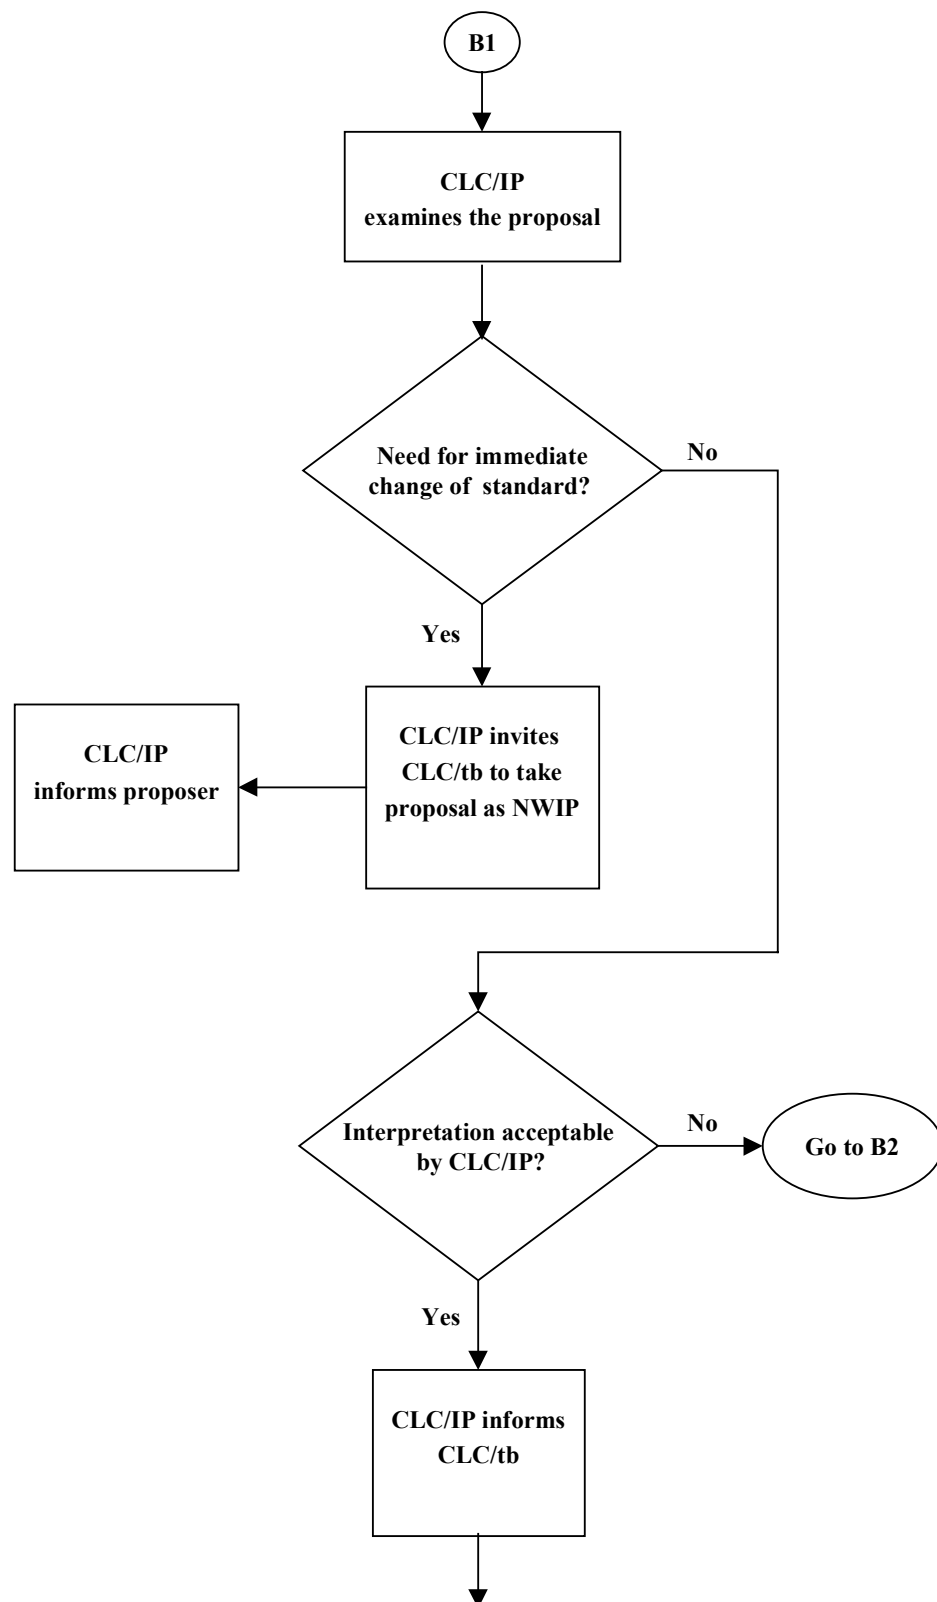 B1
CLC/IP
examines the proposal
Need for immediate
change of standard?
No
Yes
CLC/IP
informs proposer
CLC/IP invites
CLC/tb to take
proposal as NWIP
Interpretation acceptable
by CLC/IP?
No
Go to B2
Yes
CLC/IP informs
CLC/tb